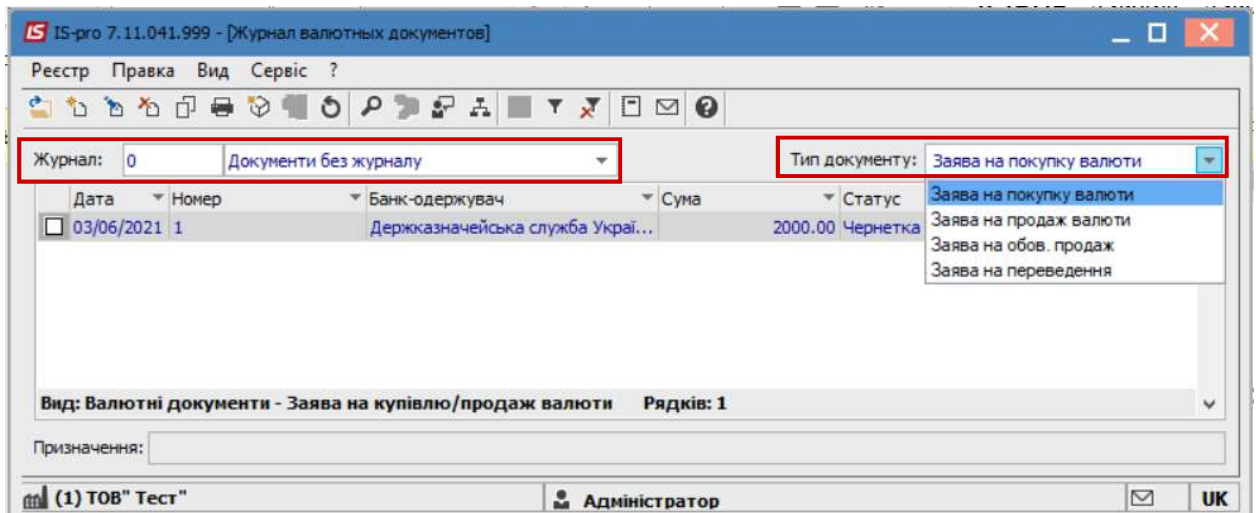 IS-pro 7.11.041.999 - [Журнал валютных документов]
Реєстр Правка Вид Сервіс ?
Журнал: 0 Документи без журналу Тип документу: Заява на покупку валюти
Дата Номер Банк-одержувач Сума Статус
03/06/2021 1 Держказначейська служба Украї... 2000.00 Чернетка
Заява на покупку валюти
Заява на продаж валюти
Заява на обов. продаж
Заява на переведення
Вид: Валютні документи - Заява на купівлю/продаж валюти Рядків: 1
Призначення:
(1) ТОВ" Тест" Адміністратор UK